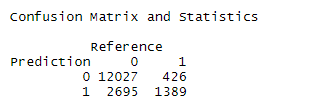 Confusion Matrix and Statistics
Reference
Prediction 0 1
0 12027 426
1 2695 1389